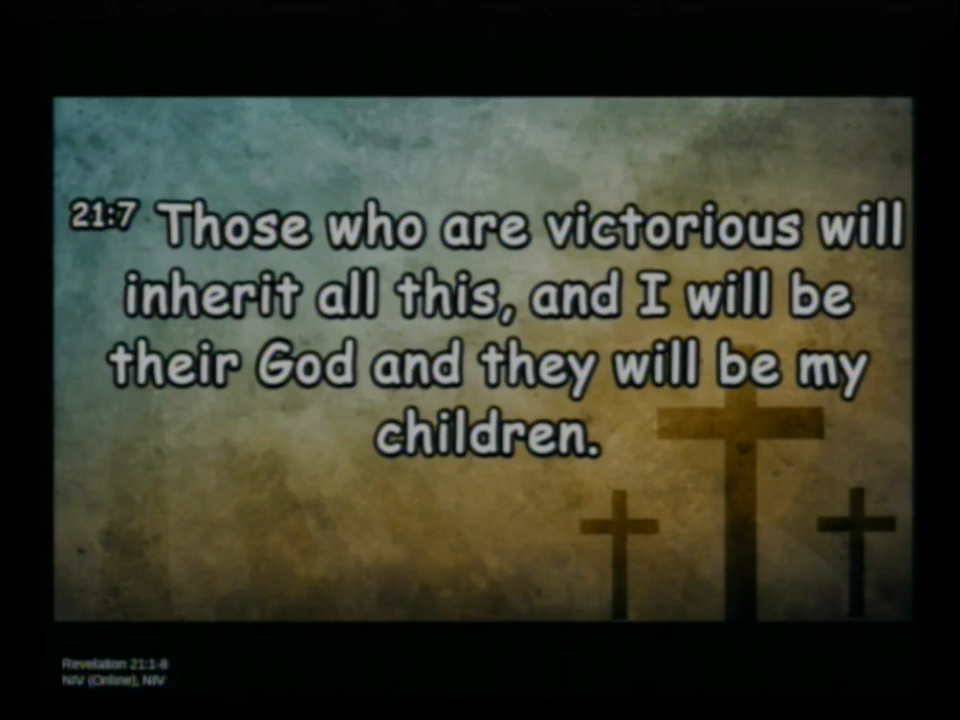 21:7 Those who are victorious will
inherit all this, and I will be
their God and they will be my
children.
Revelation 21:1-8
NIV (Online), NIV